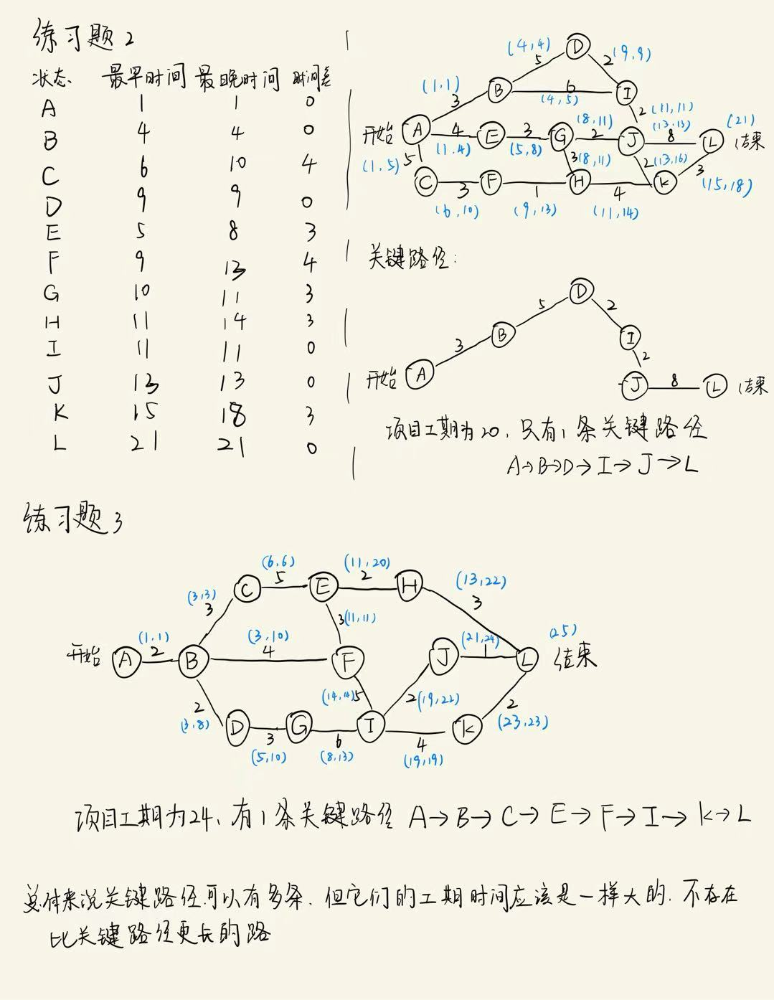 练习题2
状态 最早时间 最晚时间 时间差
A 1 1 0
B 4 4 0
C 6 10 4
D 9 9 0
E 5 8 3
F 9 13 4
G 10 11 3
H 11 14 3
I 11 11 0
J 13 13 0
K 15 18 3
L 21 21 0
(4,4) D
5 2 (9,9)
(1,1) B 6 I
3 (4,5) 2 (11,11)
(8,11) (13,13) (21)
开始 A 4 E 3 G 2 J 8 L 结束
(1,4) (5,8) 3 (8,11) 2 (13,16) 3
(1,5) 5
C 3 F 1 H 4 K (15,18)
(6,10) (9,13) (11,14)
关键路径:
D
5 2
B I
3 2
开始 A J 8 L 结束
项目工期为20,只有1条关键路径
A→B→D→I→J→L
练习题3
(6,6) (11,20)
C 5 E 2 H (13,22)
(3,3) 3
3 3 (11,11)
(1,1) (3,10) (21,24) (25)
开始 A 2 B 4 F J 1 L 结束
(14,14) 5 2 (19,22) 2
2 (23,23)
(3,8) D 3 G 6 I 4 K
(5,10) (8,13) (19,19)
项目工期为24,有1条关键路径 A→B→C→E→F→I→K→L
总体来说关键路径可以有多条,但它们的工期时间应该是一样大的,不存在
比关键路径更长的路